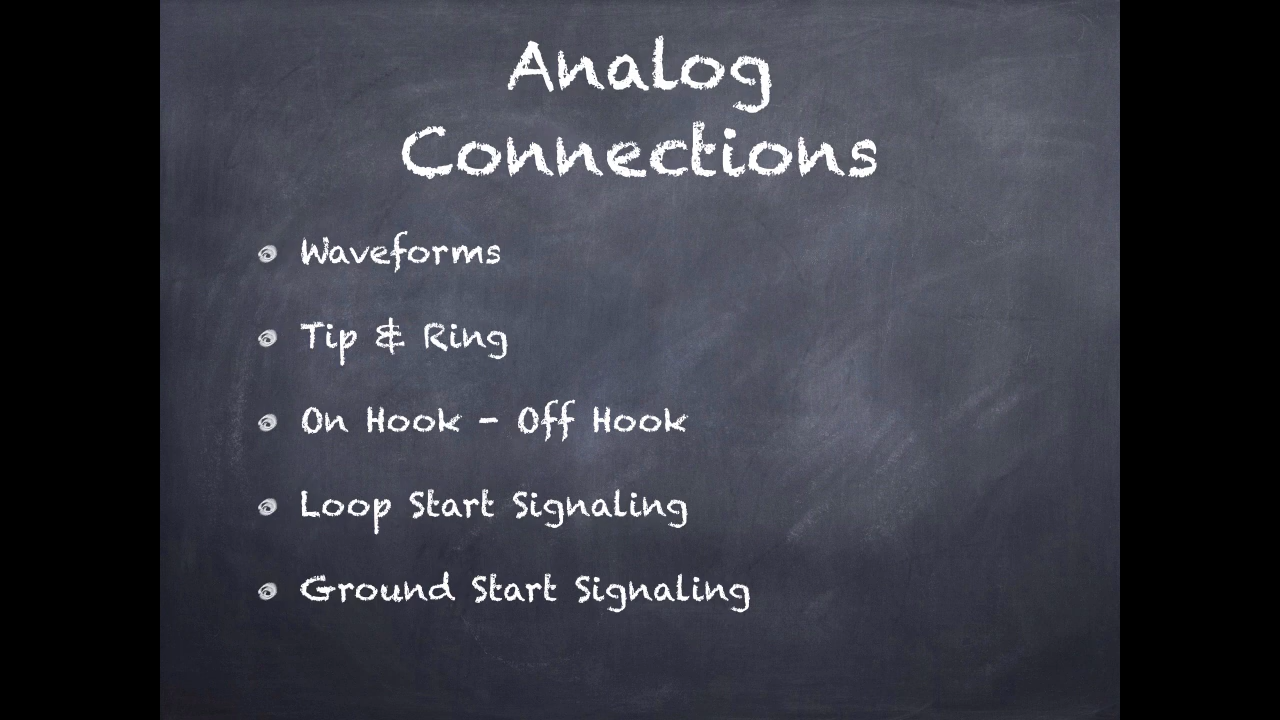 Analog
Connections
Waveforms
Tip & Ring
On Hook - Off Hook
Loop Start Signaling
Ground Start Signaling